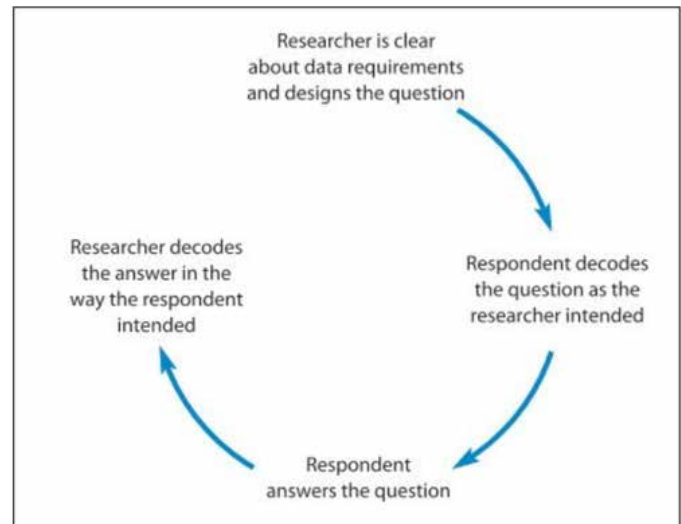 Researcher is clear
about data requirements
and designs the question
Respondent decodes
the question as the
researcher intended
Respondent
answers the question
Researcher decodes
the answer in the
way the respondent
intended